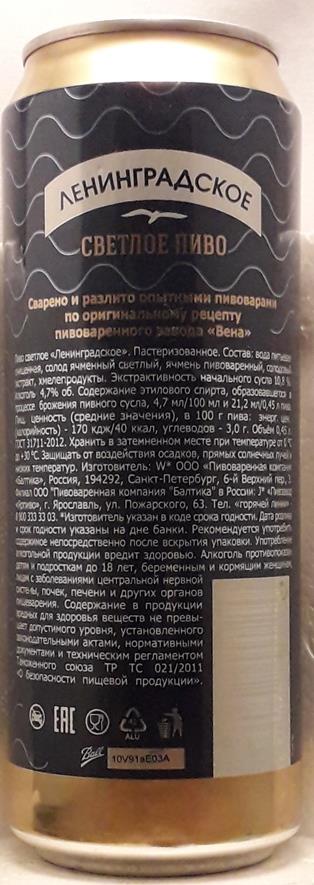 ЛЕНИНГРАДСКОЕ
СВЕТЛОЕ ПИВО
Сварено и разлито опытными пивоварами
по оригинальному рецепту
пивоваренного завода «Вена»
Пиво светлое «Ленинградское». Пастеризованное. Состав: вода питьевая
очищенная, солод ячменный светлый, ячмень пивоваренный, солодовый
экстракт, хмелепродукты. Экстрактивность начального сусла 10,8 %.
Алкоголь 4,7% об. Содержание этилового спирта, образовавшегося в
процессе брожения пивного сусла, 4,7 мл/100 мл и 21,2 мл/0,45 л пива.
Пищ. ценность (средние значения), в 100 г пива: энерг. цен.
(калорийность) - 170 кдж/40 ккал, углеводов - 3,0 г. Объём 0,45 л.
ГОСТ 31711-2012. Хранить в затемненном месте при температуре от
до +30 °С. Защищать от воздействия осадков, прямых солнечных лучей и
низких температур. Изготовитель: W* ООО «Пивоваренная компания
«Балтика», Россия, 194292, Санкт-Петербург, 6-й Верхний пер., 3.
Филиал ООО "Пивоваренная компания "Балтика" в России: J* «Пивзавод
«Ярпиво», г. Ярославль, ул. Пожарского, 63. Тел. «горячей линии»
8 800 333 33 03. *Изготовитель указан в коде срока годности. Дата розлива
и срок годности указаны на дне банки. Рекомендуется употребить
содержимое непосредственно после вскрытия упаковки. Употребление
алкогольной продукции вредит здоровью. Алкоголь противопоказан
детям и подросткам до 18 лет, беременным и кормящим женщинам,
лицам с заболеваниями центральной нервной
системы, почек, печени и других органов
пищеварения. Содержание в продукции
вредных для здоровья веществ не превы-
шает допустимого уровня, установленного
законодательными актами, нормативными
документами и техническим регламентом
Таможенного союза ТР ТС 021/2011
«О безопасности пищевой продукции».
EAC
ALU
Ball
10V91aE03A